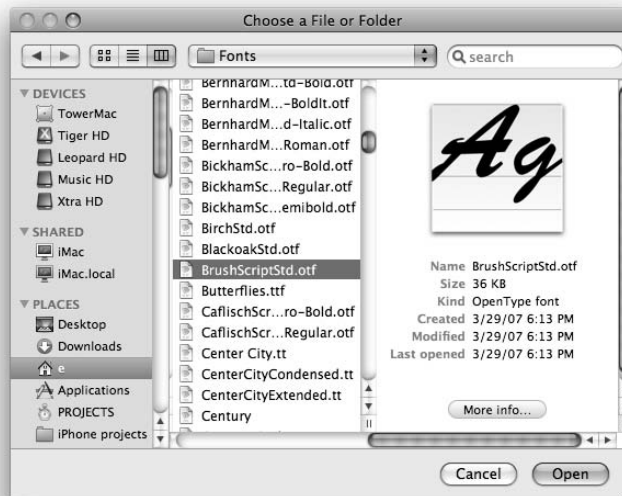 Choose a File or Folder
Fonts
search
DEVICES
TowerMac
Tiger HD
Leopard HD
Music HD
Xtra HD
SHARED
iMac
iMac.local
PLACES
Desktop
Downloads
e
Applications
PROJECTS
iPhone projects
BernhardM...td-Bold.otf
BernhardM...-BoldIt.otf
BernhardM...d-Italic.otf
BernhardM...Roman.otf
BickhamSc...ro-Bold.otf
BickhamSc...Regular.otf
BickhamSc...emibold.otf
BirchStd.otf
BlackoakStd.otf
BrushScriptStd.otf
Butterflies.ttf
CaflischScr...ro-Bold.otf
CaflischScr...Regular.otf
Center City.tt
CenterCityCondensed.tt
CenterCityExtended.tt
Century
Ag
Name BrushScriptStd.otf
Size 36 KB
Kind OpenType font
Created 3/29/07 6:13 PM
Modified 3/29/07 6:13 PM
Last opened 3/29/07 6:13 PM
More info...
Cancel
Open